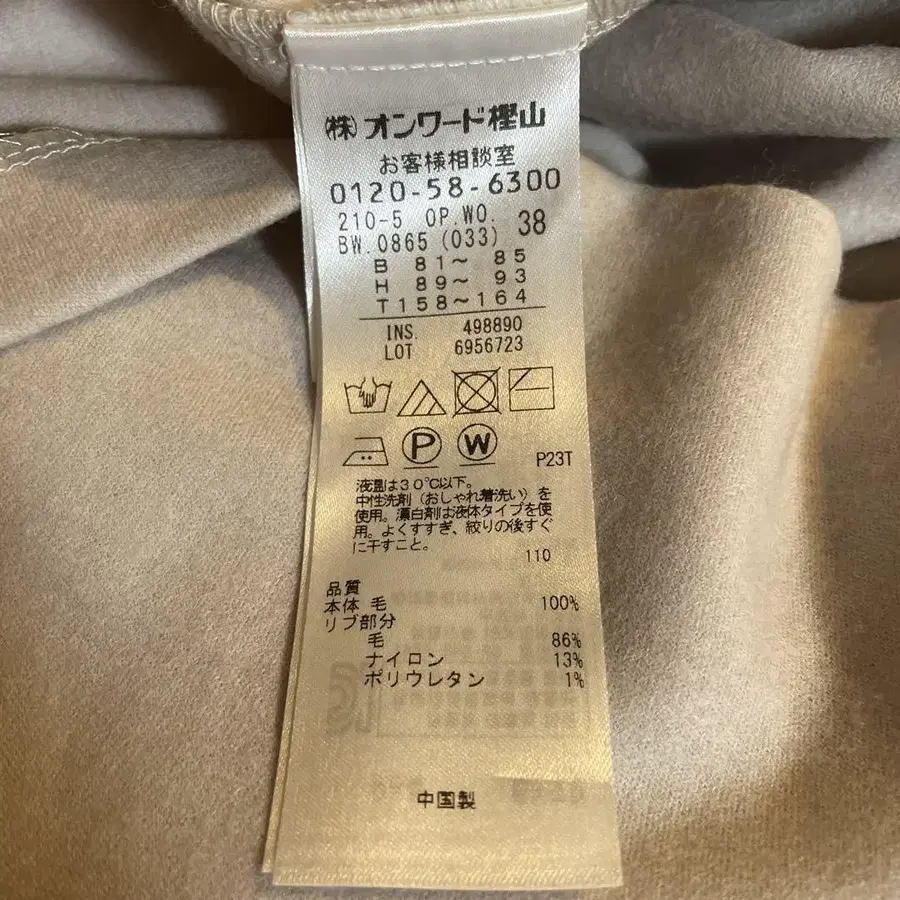 (株)オンワード樫山
お客様相談室
0120-58-6300
210-5 OP.WO. 38
BW.0865 (033)
B 81〜 85
H 89〜 93
T158〜164
INS. 498890
LOT 6956723
P W P23T
液温は30℃以下。
中性洗剤（おしゃれ着洗い）を
使用。漂白剤は液体タイプを使
用。よくすすぎ、絞りの後すぐ
に干すこと。
110
品質
本体 毛 100%
リブ部分
毛 86%
ナイロン 13%
ポリウレタン 1%
中国製